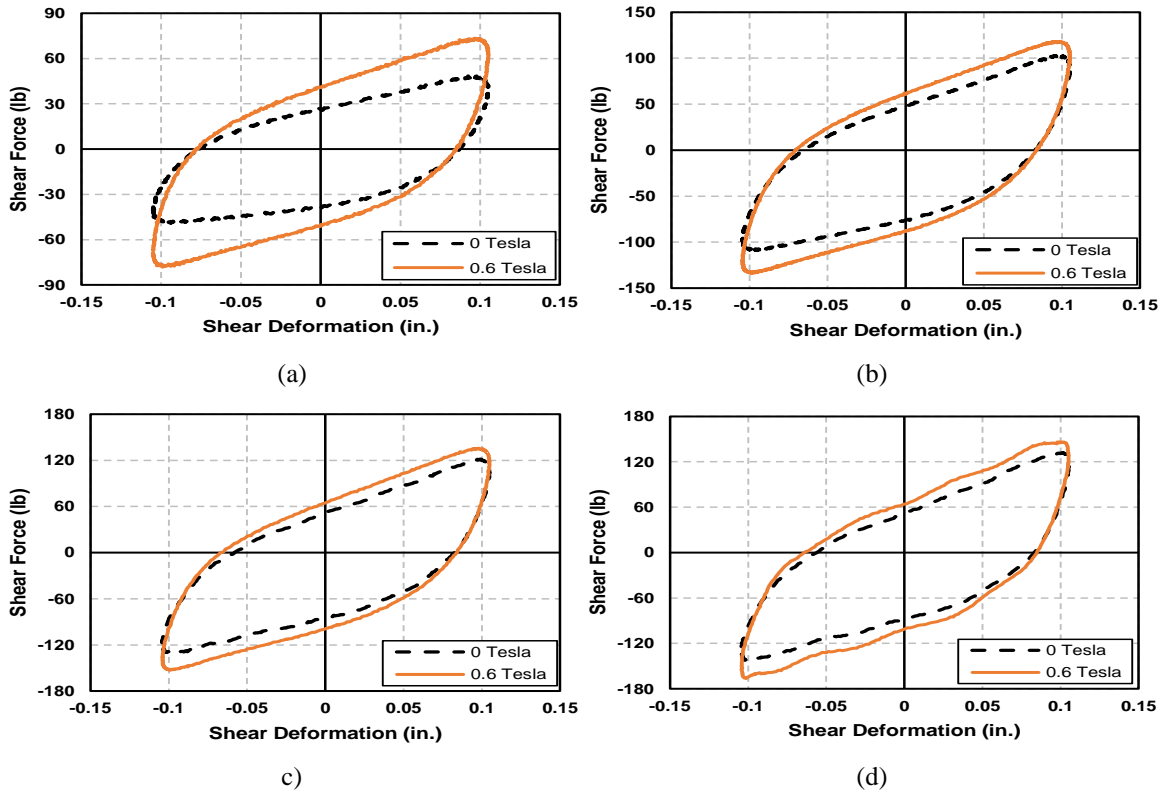 90
60
30
0
-30
-60
-90
Shear Force (lb)
0 Tesla
0.6 Tesla
-0.15 -0.1 -0.05 0 0.05 0.1 0.15
Shear Deformation (in.)
(a)
150
100
50
0
-50
-100
-150
Shear Force (lb)
0 Tesla
0.6 Tesla
-0.15 -0.1 -0.05 0 0.05 0.1 0.15
Shear Deformation (in.)
(b)
180
120
60
0
-60
-120
-180
Shear Force (lb)
0 Tesla
0.6 Tesla
-0.15 -0.1 -0.05 0 0.05 0.1 0.15
Shear Deformation (in.)
c)
180
120
60
0
-60
-120
-180
Shear Force (lb)
0 Tesla
0.6 Tesla
-0.15 -0.1 -0.05 0 0.05 0.1 0.15
Shear Deformation (in.)
(d)